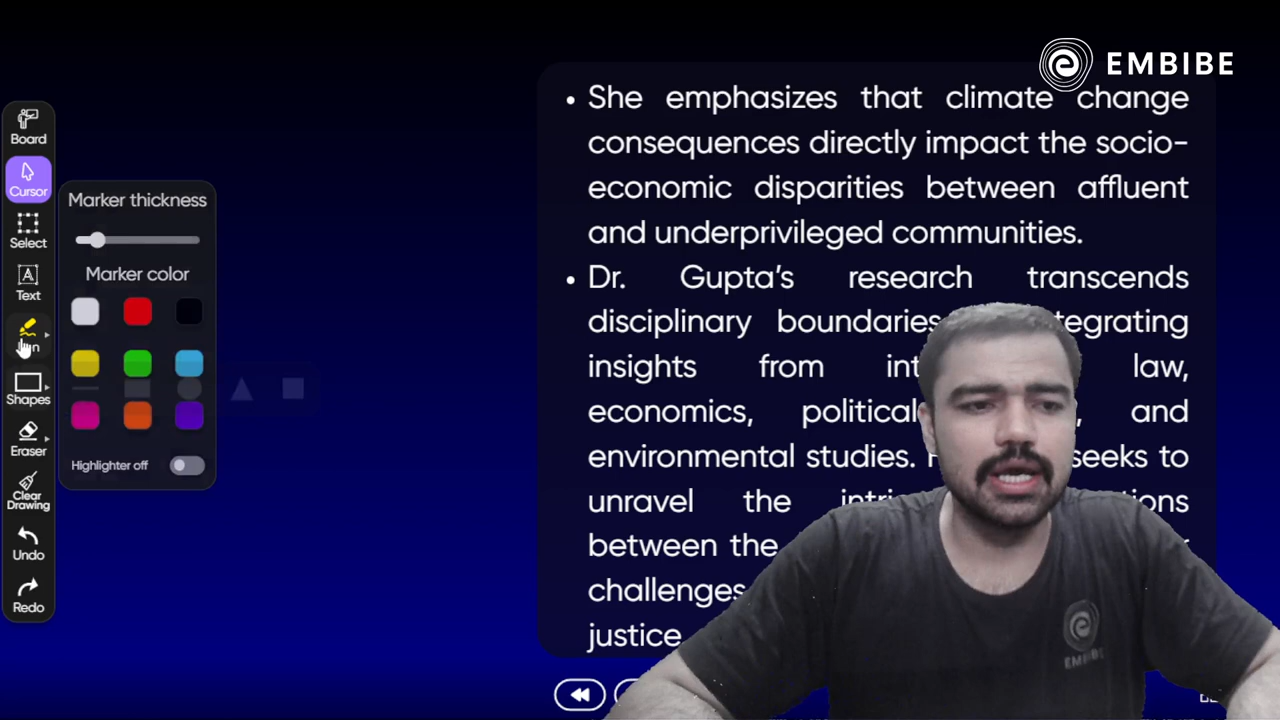 EMBIBE
• She emphasizes that climate change
consequences directly impact the socio-
economic disparities between affluent
and underprivileged communities.
• Dr. Gupta's research transcends
disciplinary boundaries
insights from law,
economics, political and
environmental studies. seeks to
unravel the
between the
challenges
justice
Board
Cursor
Select
Text
Shapes
Eraser
Clear
Drawing
Undo
Redo
Marker thickness
Marker color
Highlighter off